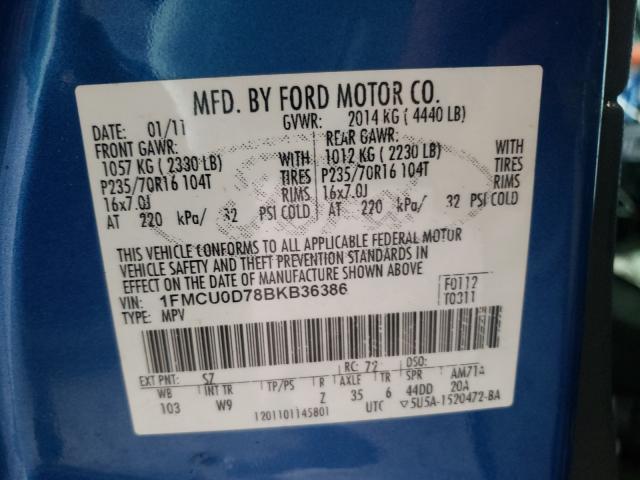 MFD. BY FORD MOTOR CO.
DATE: 01/11 GVWR: 2014 KG ( 4440 LB)
FRONT GAWR: REAR GAWR:
1057 KG ( 2330 LB) WITH 1012 KG ( 2230 LB) WITH
P235/70R16 104T TIRES P235/70R16 104T TIRES
16x7.0J RIMS 16x7.0J RIMS
AT 220 kPa/ 32 PSI COLD AT 220 kPa/ 32 PSI COLD
THIS VEHICLE CONFORMS TO ALL APPLICABLE FEDERAL MOTOR
VEHICLE SAFETY AND THEFT PREVENTION STANDARDS IN
EFFECT ON THE DATE OF MANUFACTURE SHOWN ABOVE.
VIN: 1FMCU0D78BKB36386 F0112
TYPE: MPV T0311
EXT PNT: SZ RC: 72 DSO:
WB INT TR TP/PS R AXLE TR SPR AM714
103 W9 Z 35 6 44DD 20A
1201101145801 UTC ▽5U5A-1520472-BA